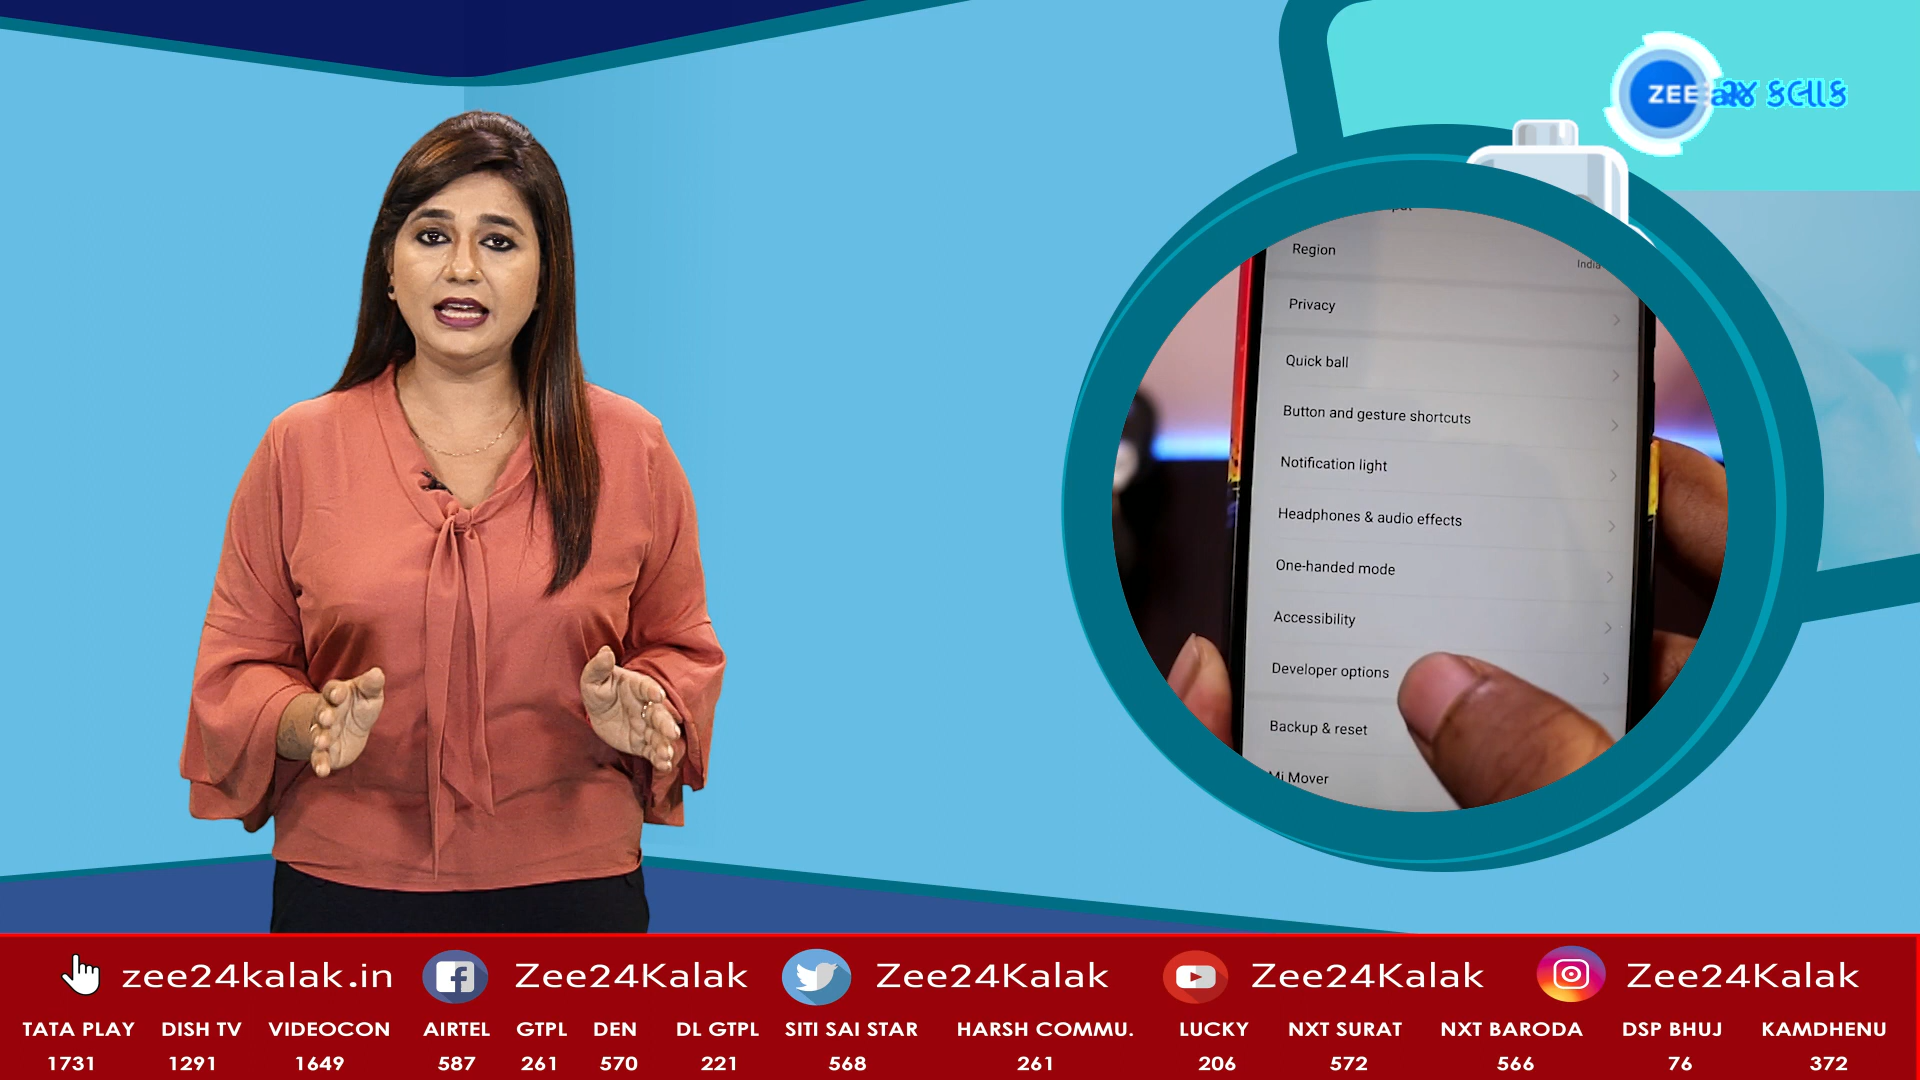 ZEE ૨૪ કલાક
Region
India
Privacy
Quick ball
Button and gesture shortcuts
Notification light
Headphones & audio effects
One-handed mode
Accessibility
Developer options
Backup & reset
Mi Mover
zee24kalak.in Zee24Kalak Zee24Kalak Zee24Kalak Zee24Kalak
TATA PLAY DISH TV VIDEOCON AIRTEL GTPL DEN DL GTPL SITI SAI STAR HARSH COMMU. LUCKY NXT SURAT NXT BARODA DSP BHUJ KAMDHENU
1731 1291 1649 587 261 570 221 568 261 206 572 566 76 372